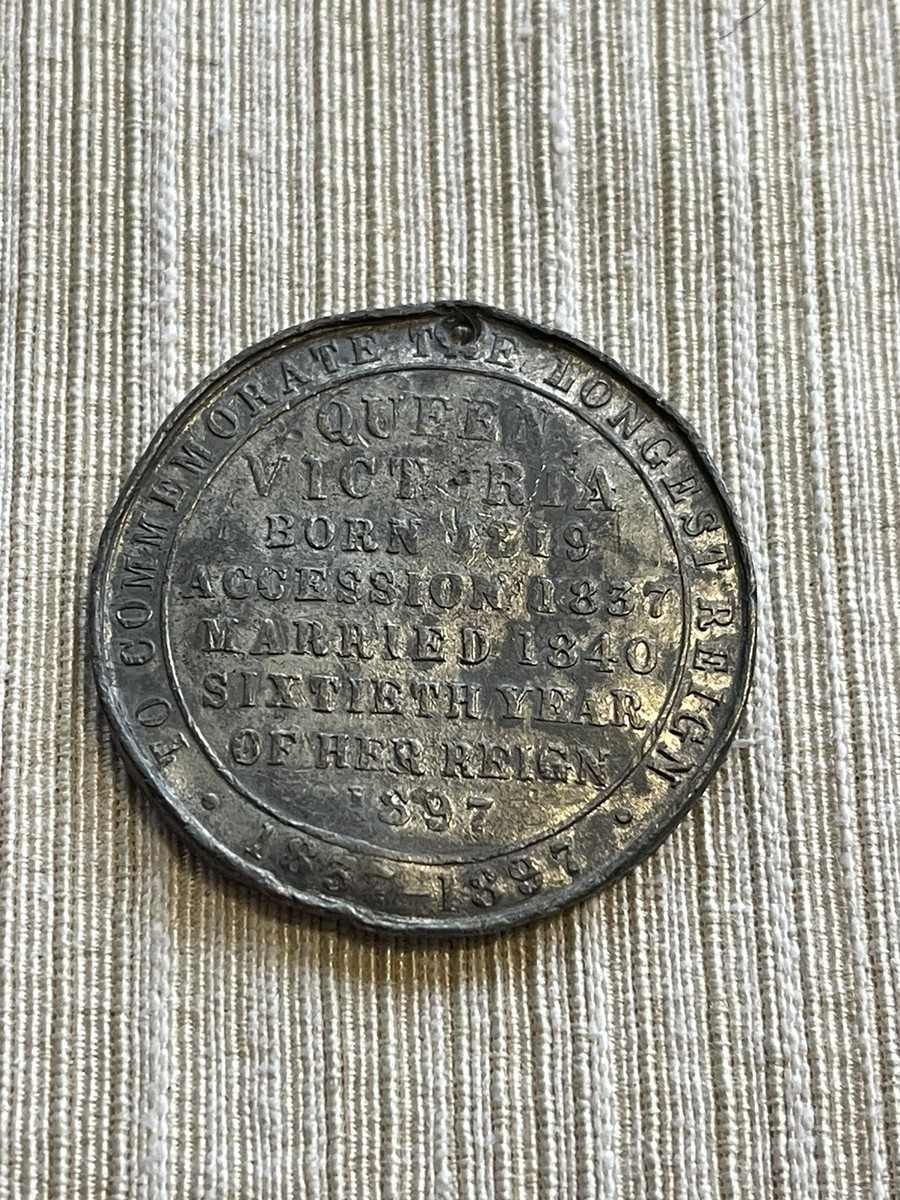 TO COMMEMORATE THE LONGEST REIGN
QUEEN
VICTORIA
BORN 1819
ACCESSION 1837
MARRIED 1840
SIXTIETH YEAR
OF HER REIGN
1897
• 1837–1897 •